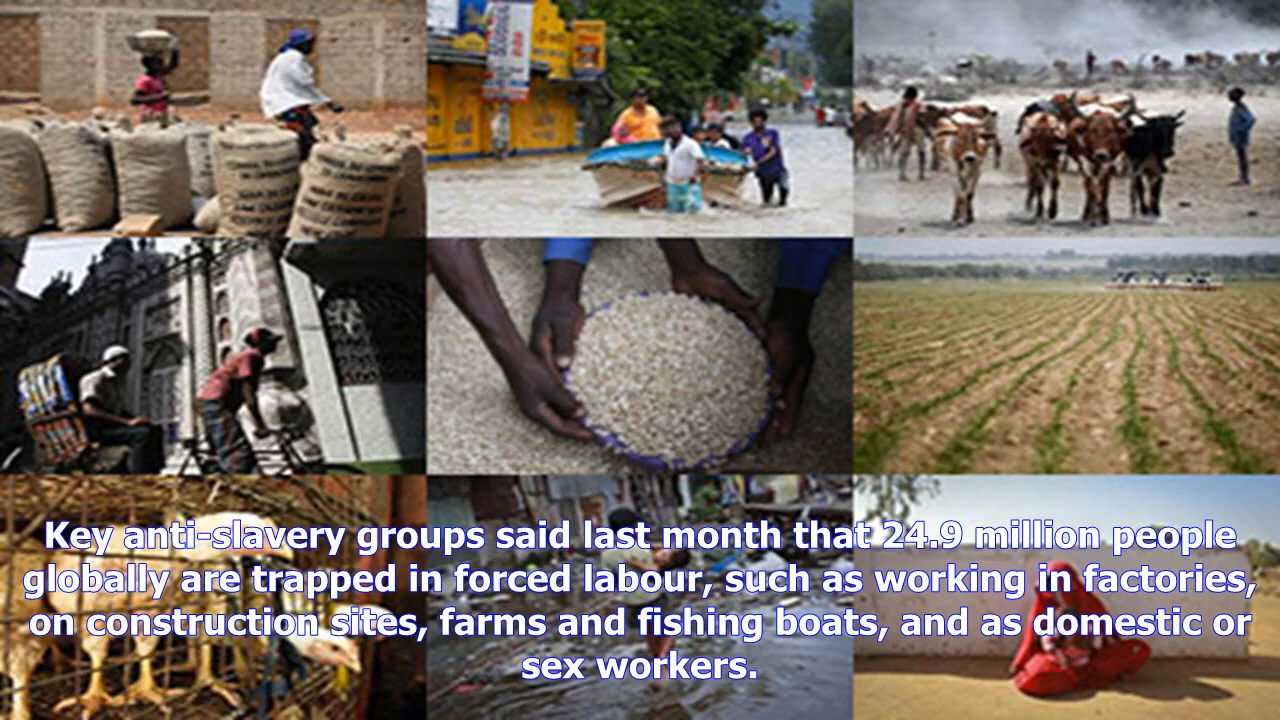 Key anti-slavery groups said last month that 24.9 million people
globally are trapped in forced labour, such as working in factories,
on construction sites, farms and fishing boats, and as domestic or
sex workers.